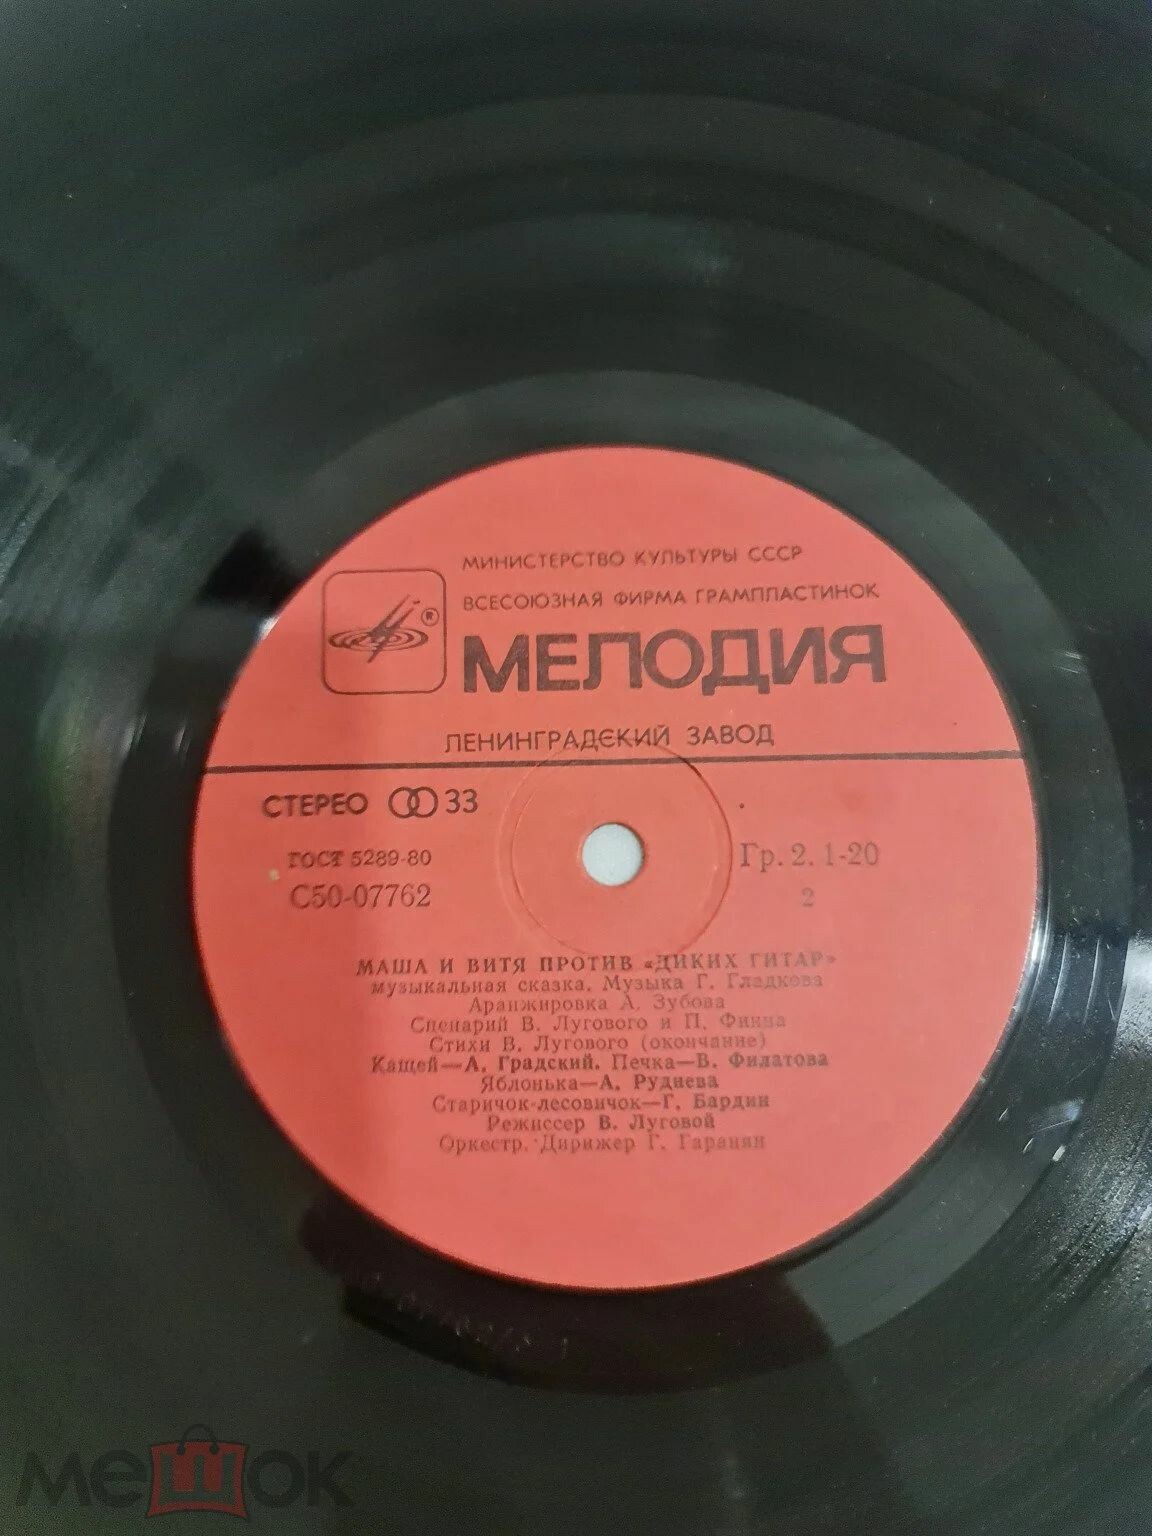 МИНИСТЕРСТВО КУЛЬТУРЫ СССР
ВСЕСОЮЗНАЯ ФИРМА ГРАМПЛАСТИНОК
®
МЕЛОДИЯ
ЛЕНИНГРАДСКИЙ ЗАВОД
СТЕРЕО 33
ГОСТ 5289-80
Гр. 2. 1-20
С50-07762
2
МАША И ВИТЯ ПРОТИВ «ДИКИХ ГИТАР»
музыкальная сказка. Музыка Г. Гладкова
Аранжировка А. Зубова
Сценарий В. Лугового и П. Финна
Стихи В. Лугового (окончание)
Кащей—А. Градский. Печка—В. Филатова
Яблонька—А. Руднева
Старичок-лесовичок—Г. Бардин
Режиссер В. Луговой
Оркестр. Дирижер Г. Гаранян
мешок